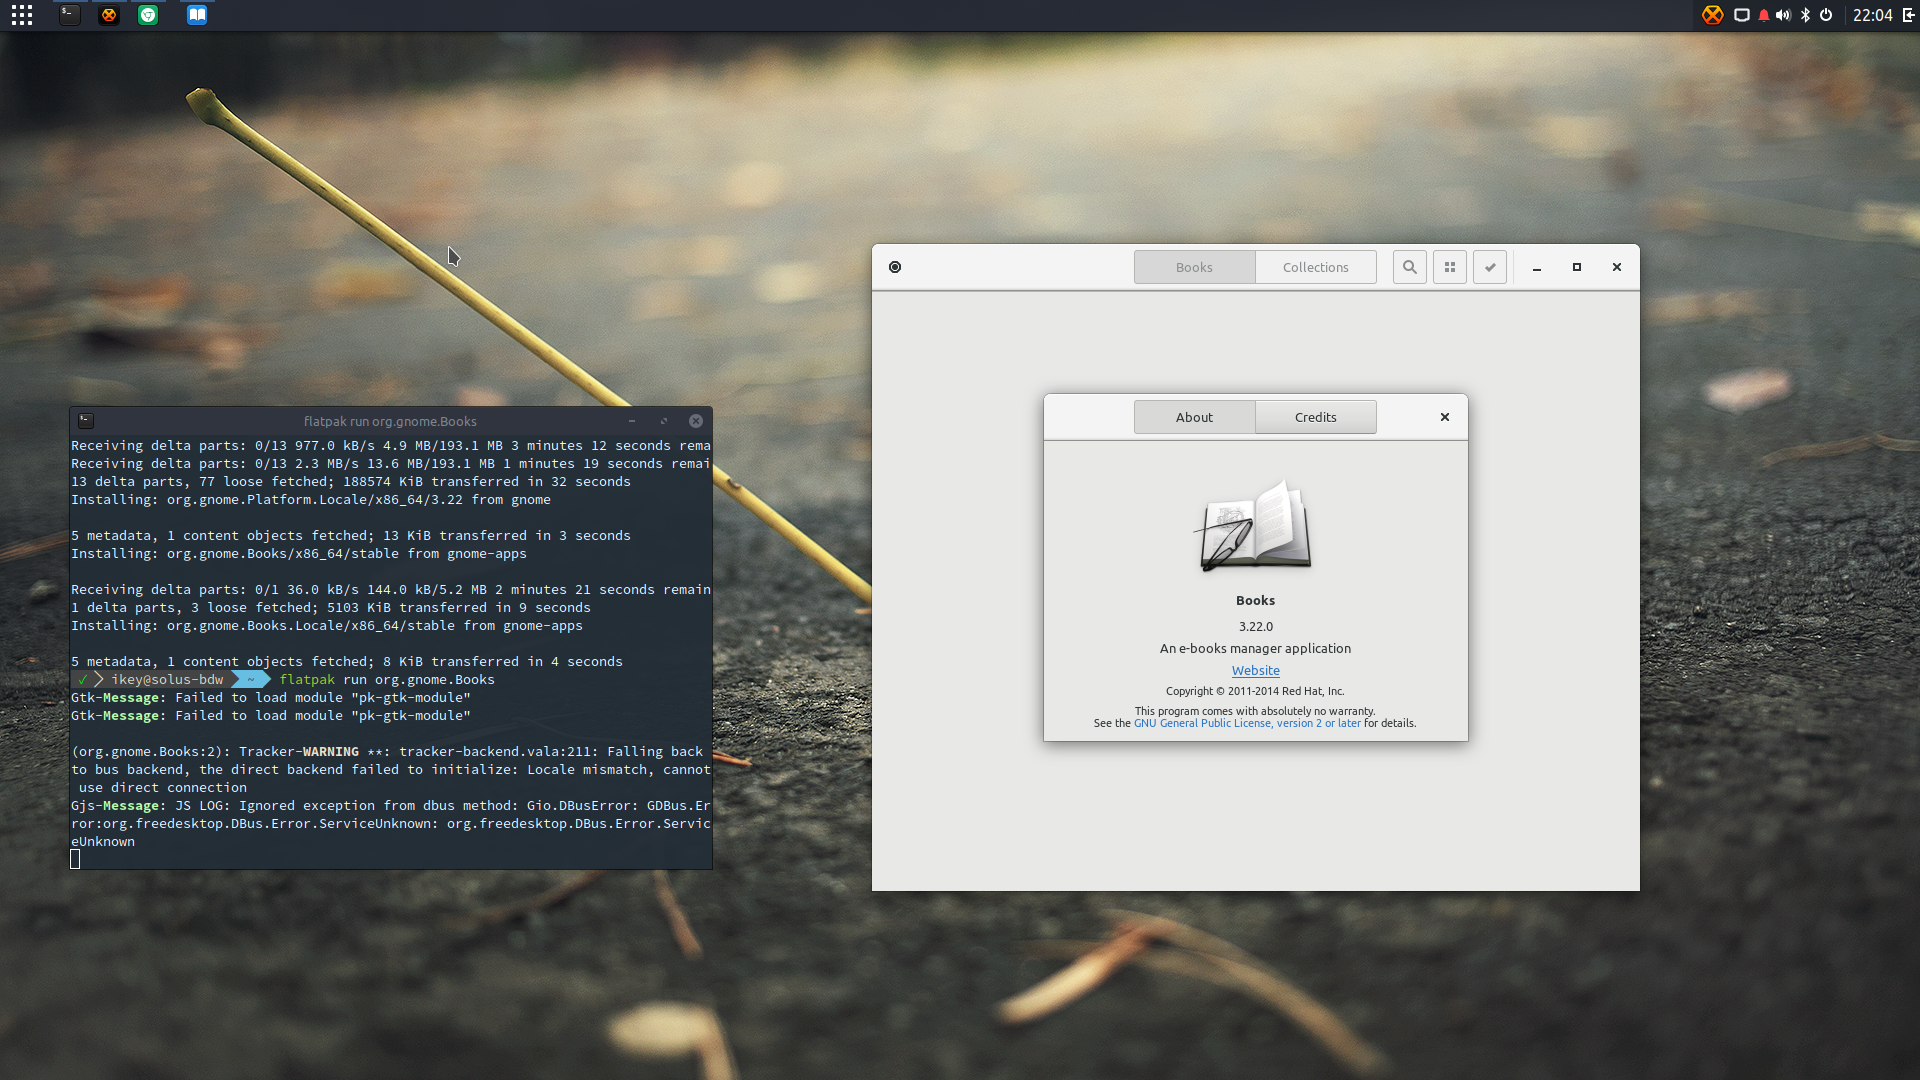 22:04
flatpak run org.gnome.Books
Receiving delta parts: 0/13 977.0 kB/s 4.9 MB/193.1 MB 3 minutes 12 seconds rema
Receiving delta parts: 0/13 2.3 MB/s 13.6 MB/193.1 MB 1 minutes 19 seconds remai
13 delta parts, 77 loose fetched; 188574 KiB transferred in 32 seconds
Installing: org.gnome.Platform.Locale/x86_64/3.22 from gnome
5 metadata, 1 content objects fetched; 13 KiB transferred in 3 seconds
Installing: org.gnome.Books/x86_64/stable from gnome-apps
Receiving delta parts: 0/1 36.0 kB/s 144.0 kB/5.2 MB 2 minutes 21 seconds remain
1 delta parts, 3 loose fetched; 5103 KiB transferred in 9 seconds
Installing: org.gnome.Books.Locale/x86_64/stable from gnome-apps
5 metadata, 1 content objects fetched; 8 KiB transferred in 4 seconds
✓ ikey@solus-bdw ~ flatpak run org.gnome.Books
Gtk-Message: Failed to load module "pk-gtk-module"
Gtk-Message: Failed to load module "pk-gtk-module"
(org.gnome.Books:2): Tracker-WARNING **: tracker-backend.vala:211: Falling back
to bus backend, the direct backend failed to initialize: Locale mismatch, cannot
use direct connection
Gjs-Message: JS LOG: Ignored exception from dbus method: Gio.DBusError: GDBus.Er
ror:org.freedesktop.DBus.Error.ServiceUnknown: org.freedesktop.DBus.Error.Servic
eUnknown
Books Collections
About Credits
Books
3.22.0
An e-books manager application
Website
Copyright © 2011-2014 Red Hat, Inc.
This program comes with absolutely no warranty.
See the GNU General Public License, version 2 or later for details.